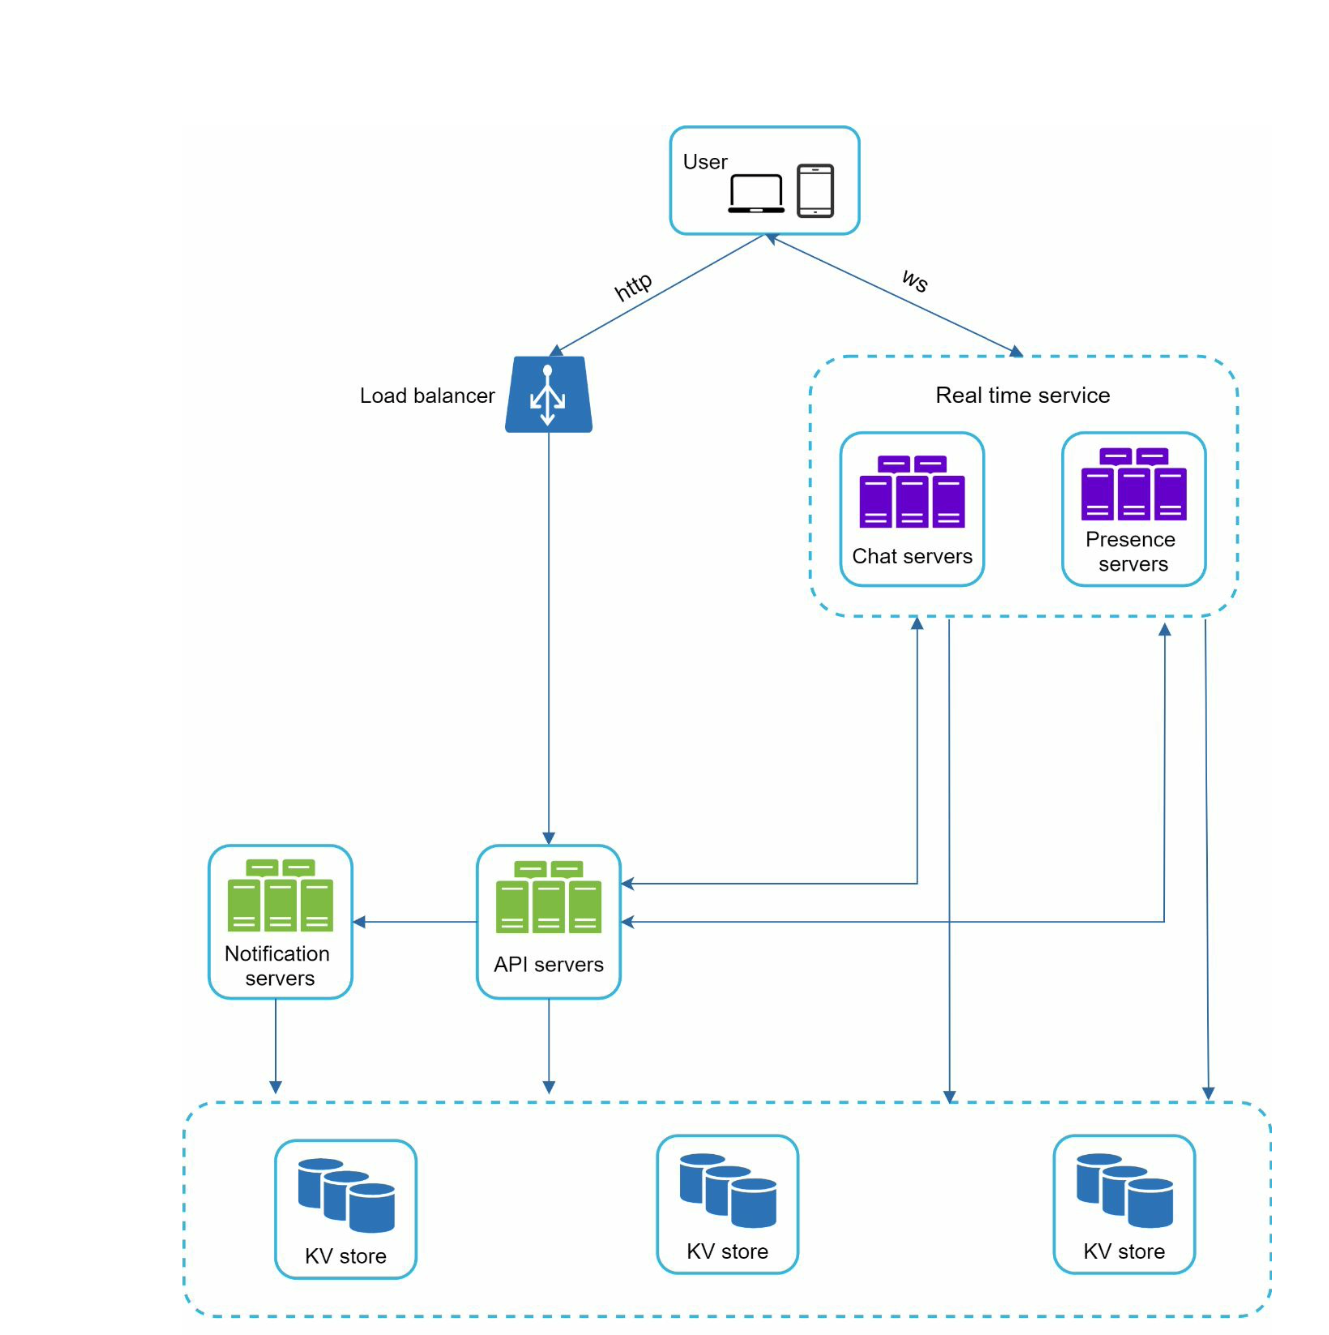 User
http
ws
Load balancer
Real time service
Chat servers
Presence
servers
Notification
servers
API servers
KV store
KV store
KV store